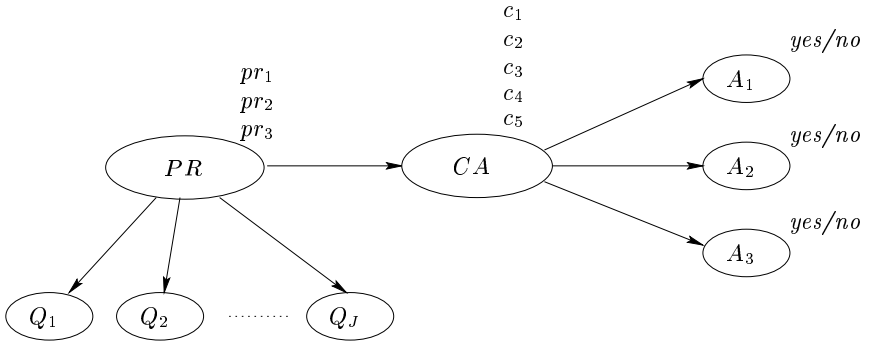 c₁
c₂
c₃
c₄
c₅
yes/no
A₁
pr₁
pr₂
pr₃
PR
CA
yes/no
A₂
yes/no
A₃
Q₁
Q₂
..........
Q_J